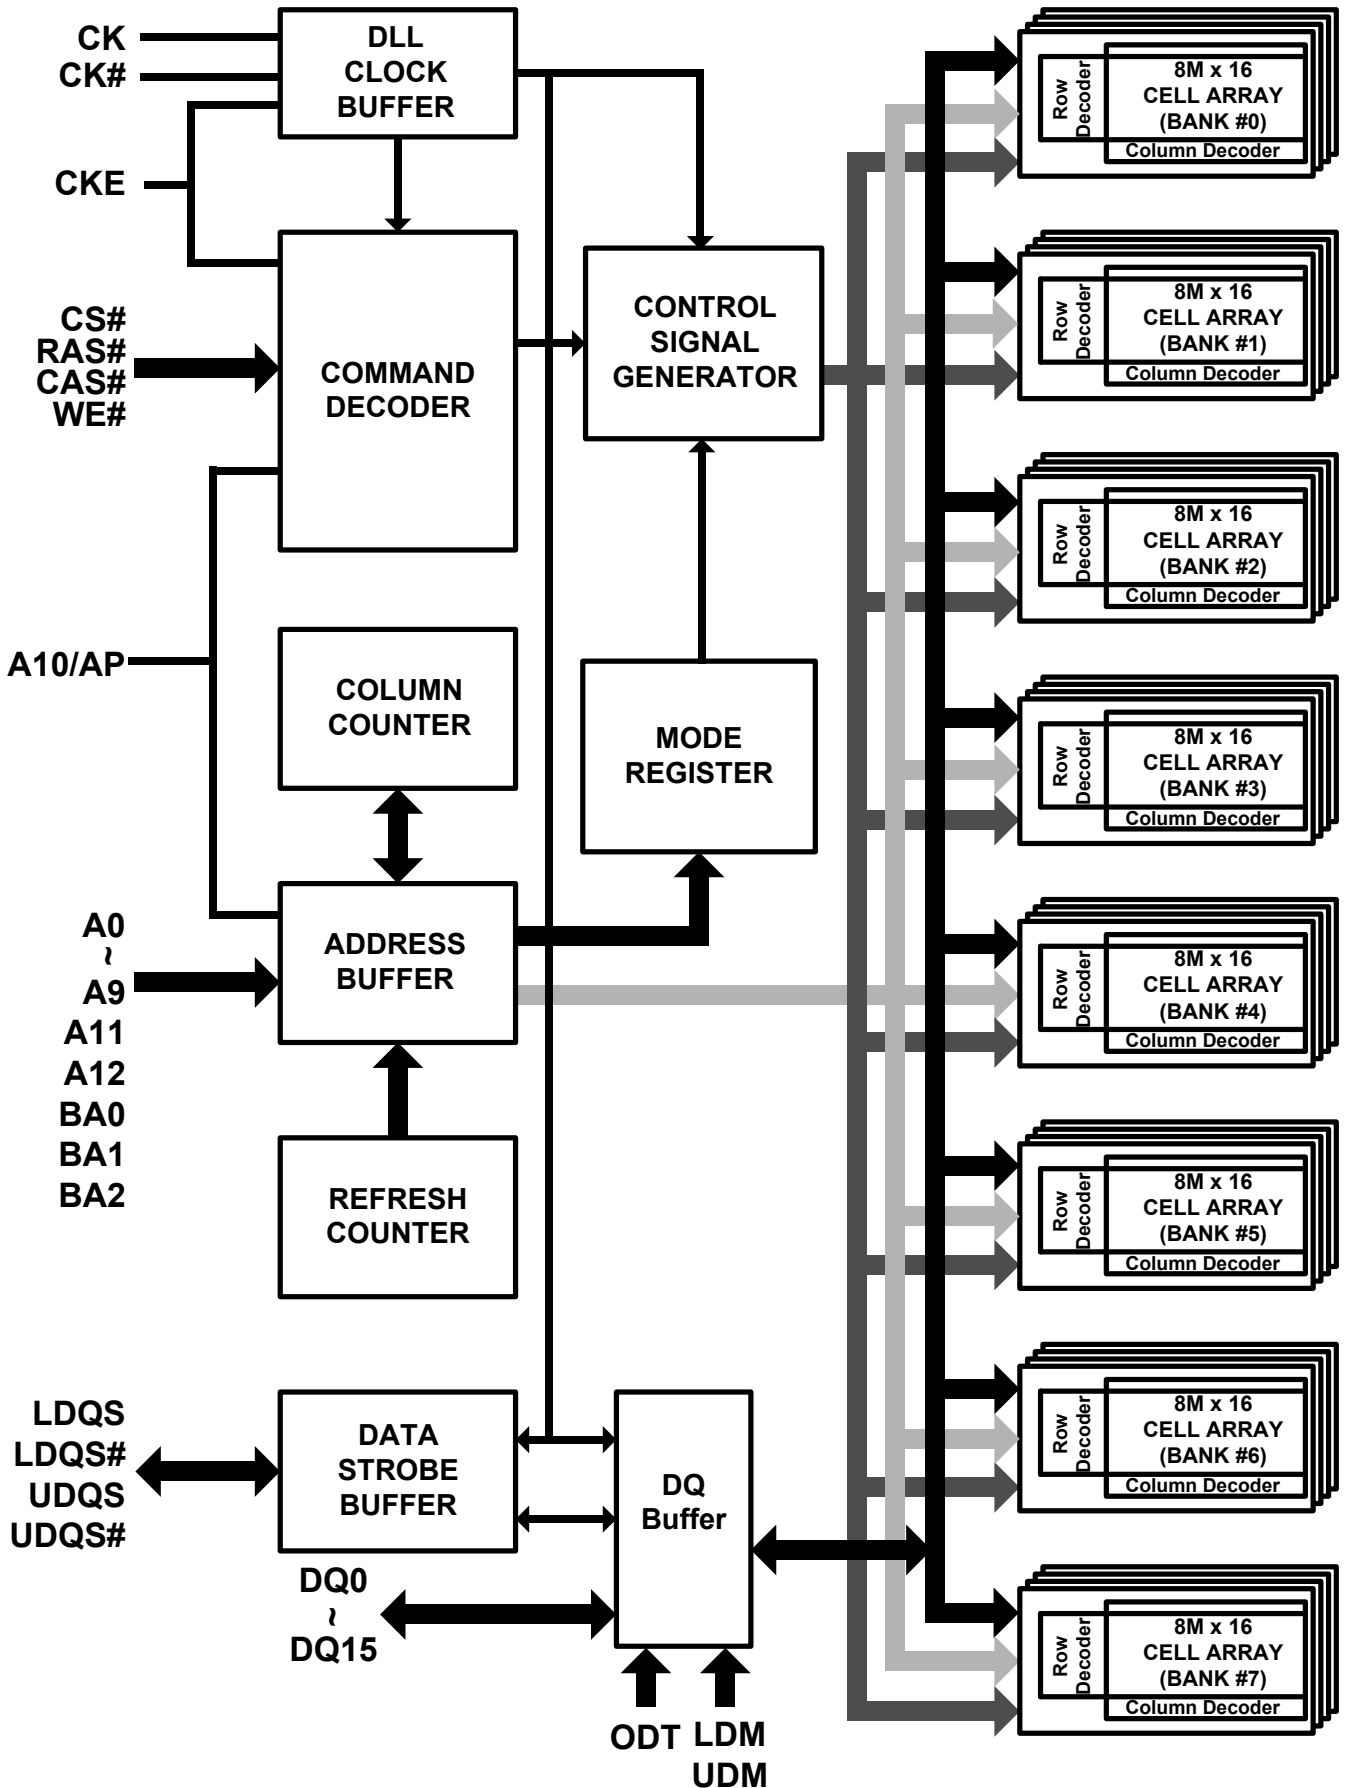 CK
CK#
CKE
CS#
RAS#
CAS#
WE#
A10/AP
A0
~
A9
A11
A12
BA0
BA1
BA2
LDQS
LDQS#
UDQS
UDQS#
DQ0
~
DQ15
ODT
LDM
UDM
DLL
CLOCK
BUFFER
COMMAND
DECODER
CONTROL
SIGNAL
GENERATOR
COLUMN
COUNTER
MODE
REGISTER
ADDRESS
BUFFER
REFRESH
COUNTER
DATA
STROBE
BUFFER
DQ
Buffer
Row
Decoder
8M x 16
CELL ARRAY
(BANK #0)
Column Decoder
Row
Decoder
8M x 16
CELL ARRAY
(BANK #1)
Column Decoder
Row
Decoder
8M x 16
CELL ARRAY
(BANK #2)
Column Decoder
Row
Decoder
8M x 16
CELL ARRAY
(BANK #3)
Column Decoder
Row
Decoder
8M x 16
CELL ARRAY
(BANK #4)
Column Decoder
Row
Decoder
8M x 16
CELL ARRAY
(BANK #5)
Column Decoder
Row
Decoder
8M x 16
CELL ARRAY
(BANK #6)
Column Decoder
Row
Decoder
8M x 16
CELL ARRAY
(BANK #7)
Column Decoder